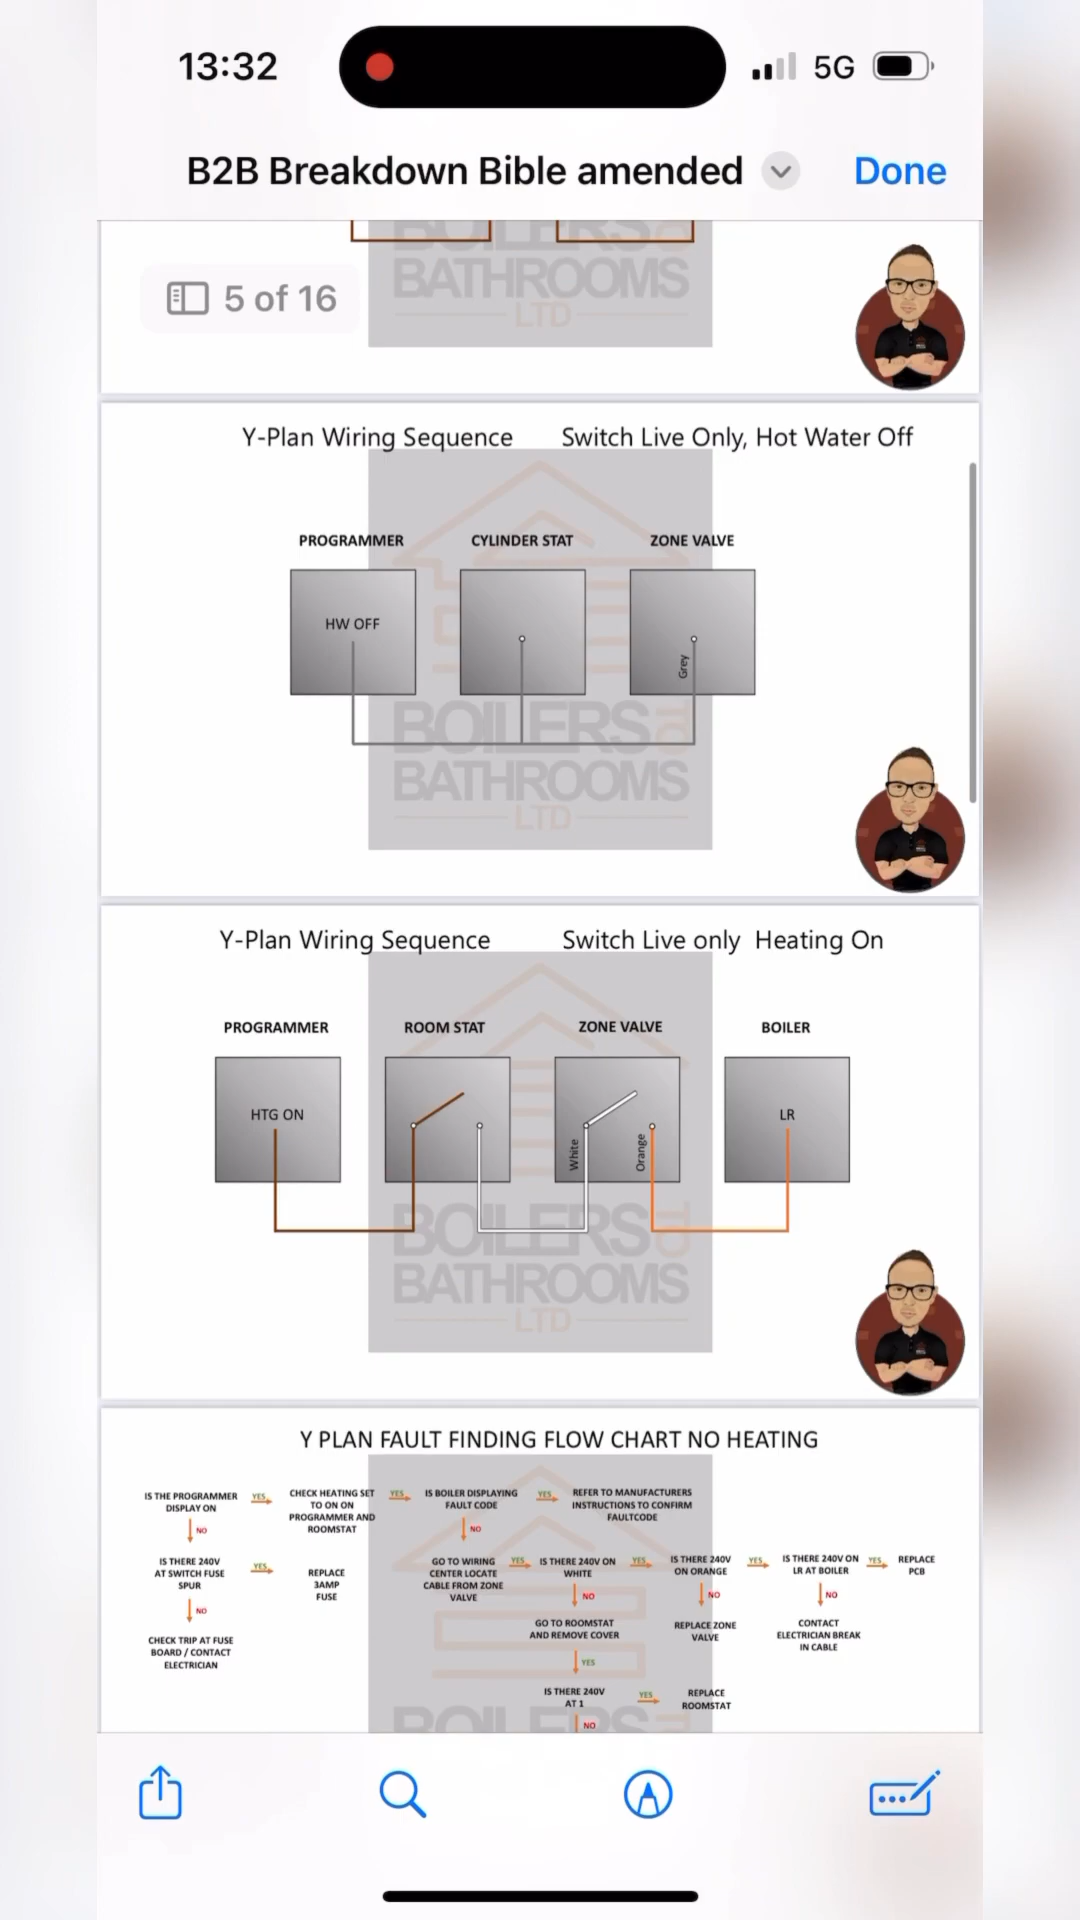 13:32
5G
B2B Breakdown Bible amended
Done
BOILERS TO
BATHROOMS
LTD
5 of 16
Y-Plan Wiring Sequence
Switch Live Only, Hot Water Off
PROGRAMMER
CYLINDER STAT
ZONE VALVE
HW OFF
Grey
BOILERS TO
BATHROOMS
LTD
Y-Plan Wiring Sequence
Switch Live only Heating On
PROGRAMMER
ROOM STAT
ZONE VALVE
BOILER
HTG ON
White
Orange
LR
BOILERS TO
BATHROOMS
LTD
Y PLAN FAULT FINDING FLOW CHART NO HEATING
IS THE PROGRAMMER
DISPLAY ON
YES
CHECK HEATING SET
TO ON ON
PROGRAMMER AND
ROOMSTAT
YES
IS BOILER DISPLAYING
FAULT CODE
YES
REFER TO MANUFACTURERS
INSTRUCTIONS TO CONFIRM
FAULTCODE
NO
NO
IS THERE 240V
AT SWITCH FUSE
SPUR
YES
REPLACE
3AMP
FUSE
GO TO WIRING
CENTER LOCATE
CABLE FROM ZONE
VALVE
YES
IS THERE 240V ON
WHITE
YES
IS THERE 240V
ON ORANGE
YES
IS THERE 240V ON
LR AT BOILER
YES
REPLACE
PCB
NO
NO
NO
NO
CHECK TRIP AT FUSE
BOARD / CONTACT
ELECTRICIAN
GO TO ROOMSTAT
AND REMOVE COVER
REPLACE ZONE
VALVE
CONTACT
ELECTRICIAN BREAK
IN CABLE
YES
IS THERE 240V
AT 1
YES
REPLACE
ROOMSTAT
NO
BOILERS